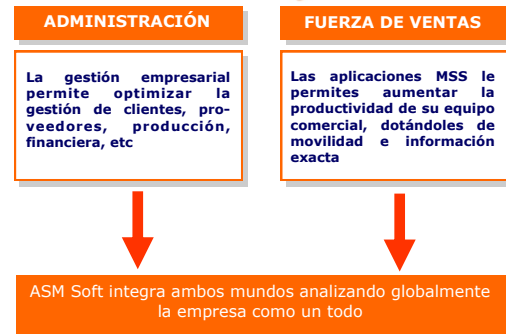 ADMINISTRACIÓN
La gestión empresarial
permite optimizar la
gestión de clientes, pro-
veedores, producción,
financiera, etc
FUERZA DE VENTAS
Las aplicaciones MSS le
permites aumentar la
productividad de su equipo
comercial, dotándoles de
movilidad e información
exacta
ASM Soft integra ambos mundos analizando globalmente
la empresa como un todo